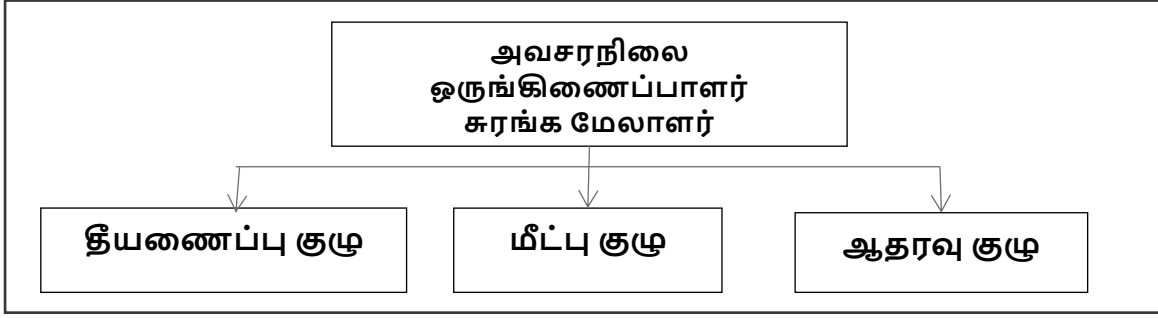 அவசரநிலை
ஒருங்கிணைப்பாளர்
சுரங்க மேலாளர்
தீயணைப்பு குழு
மீட்பு குழு
ஆதரவு குழு